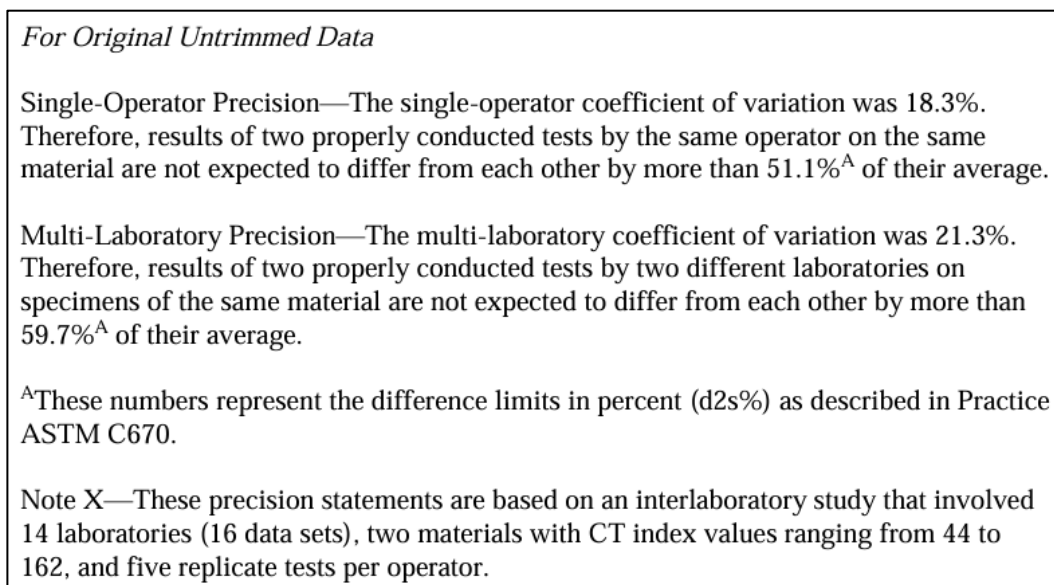 For Original Untrimmed Data
Single-Operator Precision—The single-operator coefficient of variation was 18.3%.
Therefore, results of two properly conducted tests by the same operator on the same
material are not expected to differ from each other by more than 51.1%ᴬ of their average.
Multi-Laboratory Precision—The multi-laboratory coefficient of variation was 21.3%.
Therefore, results of two properly conducted tests by two different laboratories on
specimens of the same material are not expected to differ from each other by more than
59.7%ᴬ of their average.
ᴬThese numbers represent the difference limits in percent (d2s%) as described in Practice
ASTM C670.
Note X—These precision statements are based on an interlaboratory study that involved
14 laboratories (16 data sets), two materials with CT index values ranging from 44 to
162, and five replicate tests per operator.